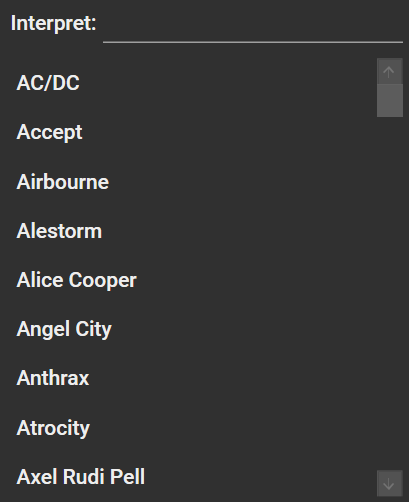 Interpret:
AC/DC
Accept
Airbourne
Alestorm
Alice Cooper
Angel City
Anthrax
Atrocity
Axel Rudi Pell